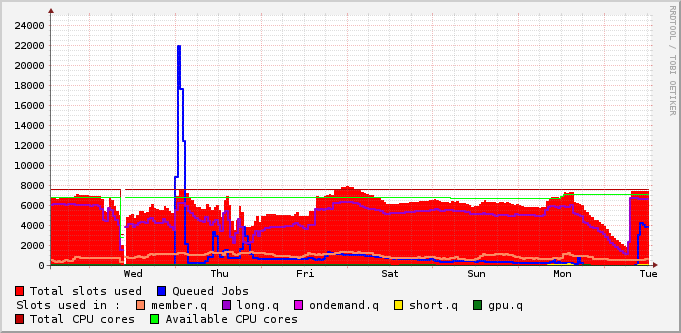 RRDTOOL / TOBI OETIKER
24000
22000
20000
18000
16000
14000
12000
10000
8000
6000
4000
2000
0
Wed Thu Fri Sat Sun Mon Tue
Total slots used Queued Jobs
Slots used in : member.q long.q ondemand.q short.q gpu.q
Total CPU cores Available CPU cores